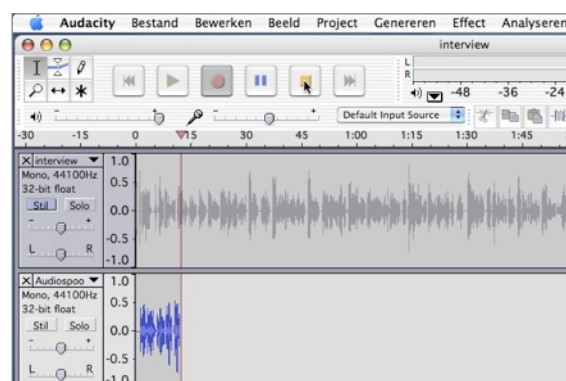 Audacity Bestand Bewerken Beeld Project Genereren Effect Analyseren
interview
L
R
-48 -36 -24
Default Input Source
-30 -15 0 15 30 45 1:00 1:15 1:30 1:45
interview
Mono, 44100Hz
32-bit float
Stil Solo
- +
L R
1.0
0.5
0.0
-0.5
-1.0
Audiospoo
Mono, 44100Hz
32-bit float
Stil Solo
- +
L R
1.0
0.5
0.0
-0.5
-1.0